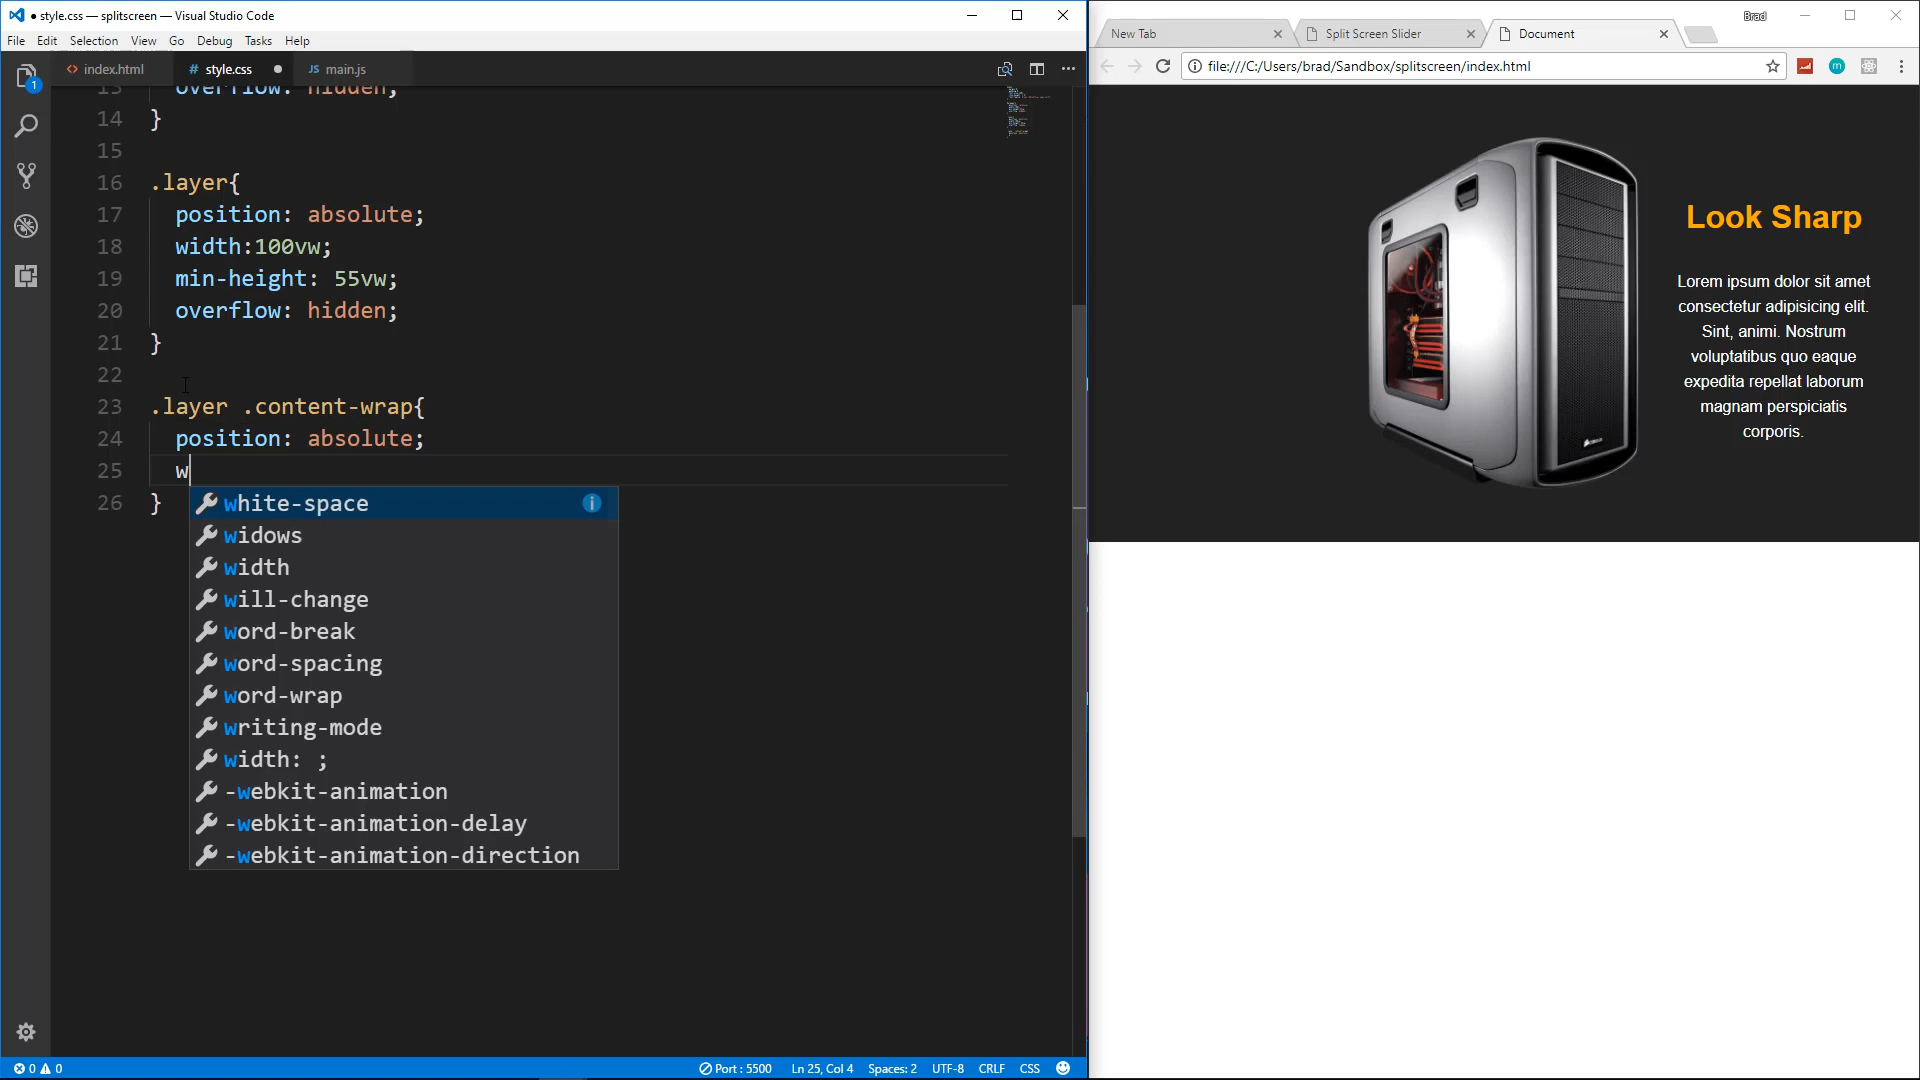 ● style.css — splitscreen — Visual Studio Code
File Edit Selection View Go Debug Tasks Help
<> index.html # style.css ● JS main.js
1
13 overflow: hidden;
14 }
15
16 .layer{
17 position: absolute;
18 width:100vw;
19 min-height: 55vw;
20 overflow: hidden;
21 }
22
23 .layer .content-wrap{
24 position: absolute;
25 w
26 }
white-space
widows
width
will-change
word-break
word-spacing
word-wrap
writing-mode
width: ;
-webkit-animation
-webkit-animation-delay
-webkit-animation-direction
0 0 Port : 5500 Ln 25, Col 4 Spaces: 2 UTF-8 CRLF CSS
Brad
New Tab Split Screen Slider Document
file:///C:/Users/brad/Sandbox/splitscreen/index.html
m
Look Sharp
Lorem ipsum dolor sit amet
consectetur adipisicing elit.
Sint, animi. Nostrum
voluptatibus quo eaque
expedita repellat laborum
magnam perspiciatis
corporis.